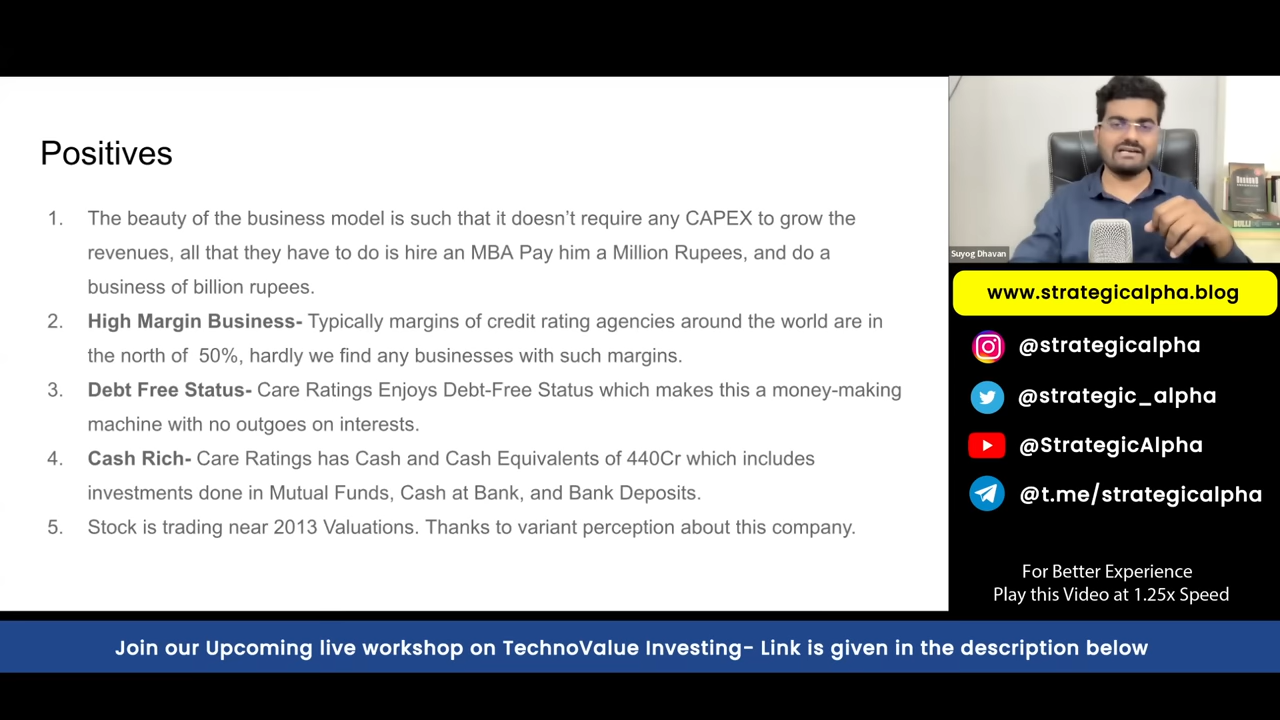 Positives
1. The beauty of the business model is such that it doesn’t require any CAPEX to grow the
revenues, all that they have to do is hire an MBA Pay him a Million Rupees, and do a
business of billion rupees.
2. High Margin Business- Typically margins of credit rating agencies around the world are in
the north of 50%, hardly we find any businesses with such margins.
3. Debt Free Status- Care Ratings Enjoys Debt-Free Status which makes this a money-making
machine with no outgoes on interests.
4. Cash Rich- Care Ratings has Cash and Cash Equivalents of 440Cr which includes
investments done in Mutual Funds, Cash at Bank, and Bank Deposits.
5. Stock is trading near 2013 Valuations. Thanks to variant perception about this company.
Suyog Dhavan
www.strategicalpha.blog
@strategicalpha
@strategic_alpha
@StrategicAlpha
@t.me/strategicalpha
For Better Experience
Play this Video at 1.25x Speed
Join our Upcoming live workshop on TechnoValue Investing- Link is given in the description below